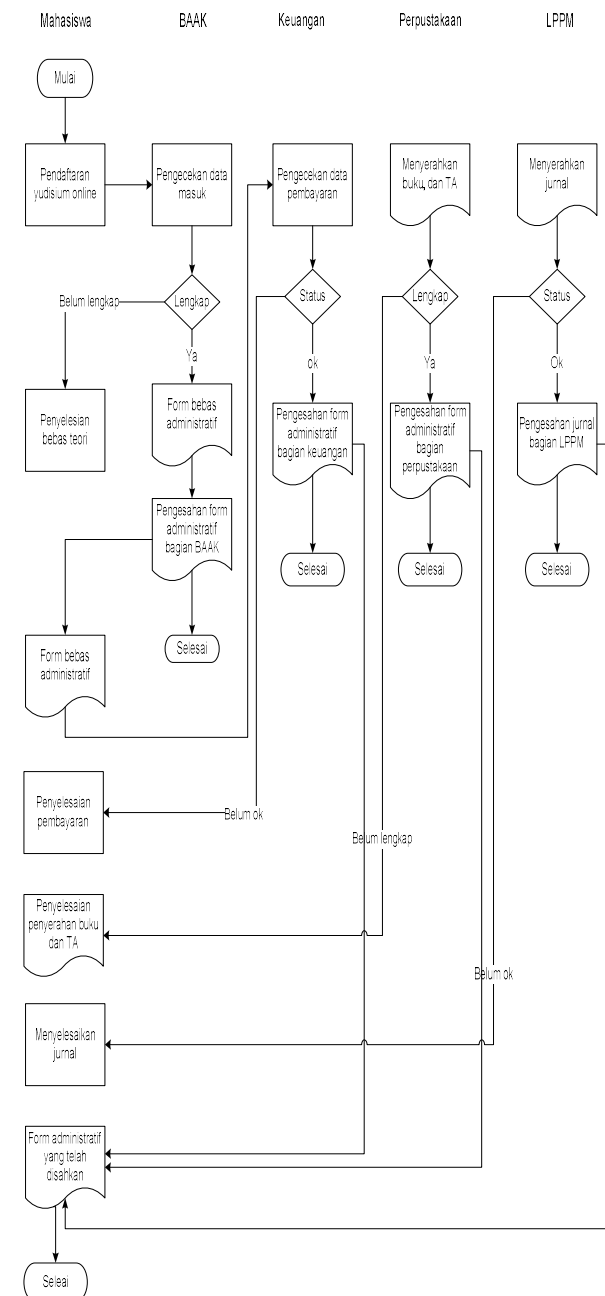 Mahasiswa
BAAK
Keuangan
Perpustakaan
LPPM
Mulai
Pendaftaran
yudisium online
Pengecekan data
masuk
Pengecekan data
pembayaran
Menyerahkan
buku, dan TA
Menyerahkan
jurnal
Belum lengkap
Lengkap
Status
Lengkap
Status
Ya
ok
Ya
Ok
Penyelesian
bebas teori
Form bebas
administratif
Pengesahan form
administratif
bagian keuangan
Pengesahan form
administratif
bagian
perpustakaan
Pengesahan jurnal
bagian LPPM
Pengesahan form
administratif
bagian BAAK
Selesai
Selesai
Selesai
Form bebas
administratif
Selesai
Penyelesaian
pembayaran
Belum ok
Belum lengkap
Penyelesaian
penyerahan buku
dan TA
Belum ok
Menyelesaikan
jurnal
Form administratif
yang telah
disahkan
Seleai